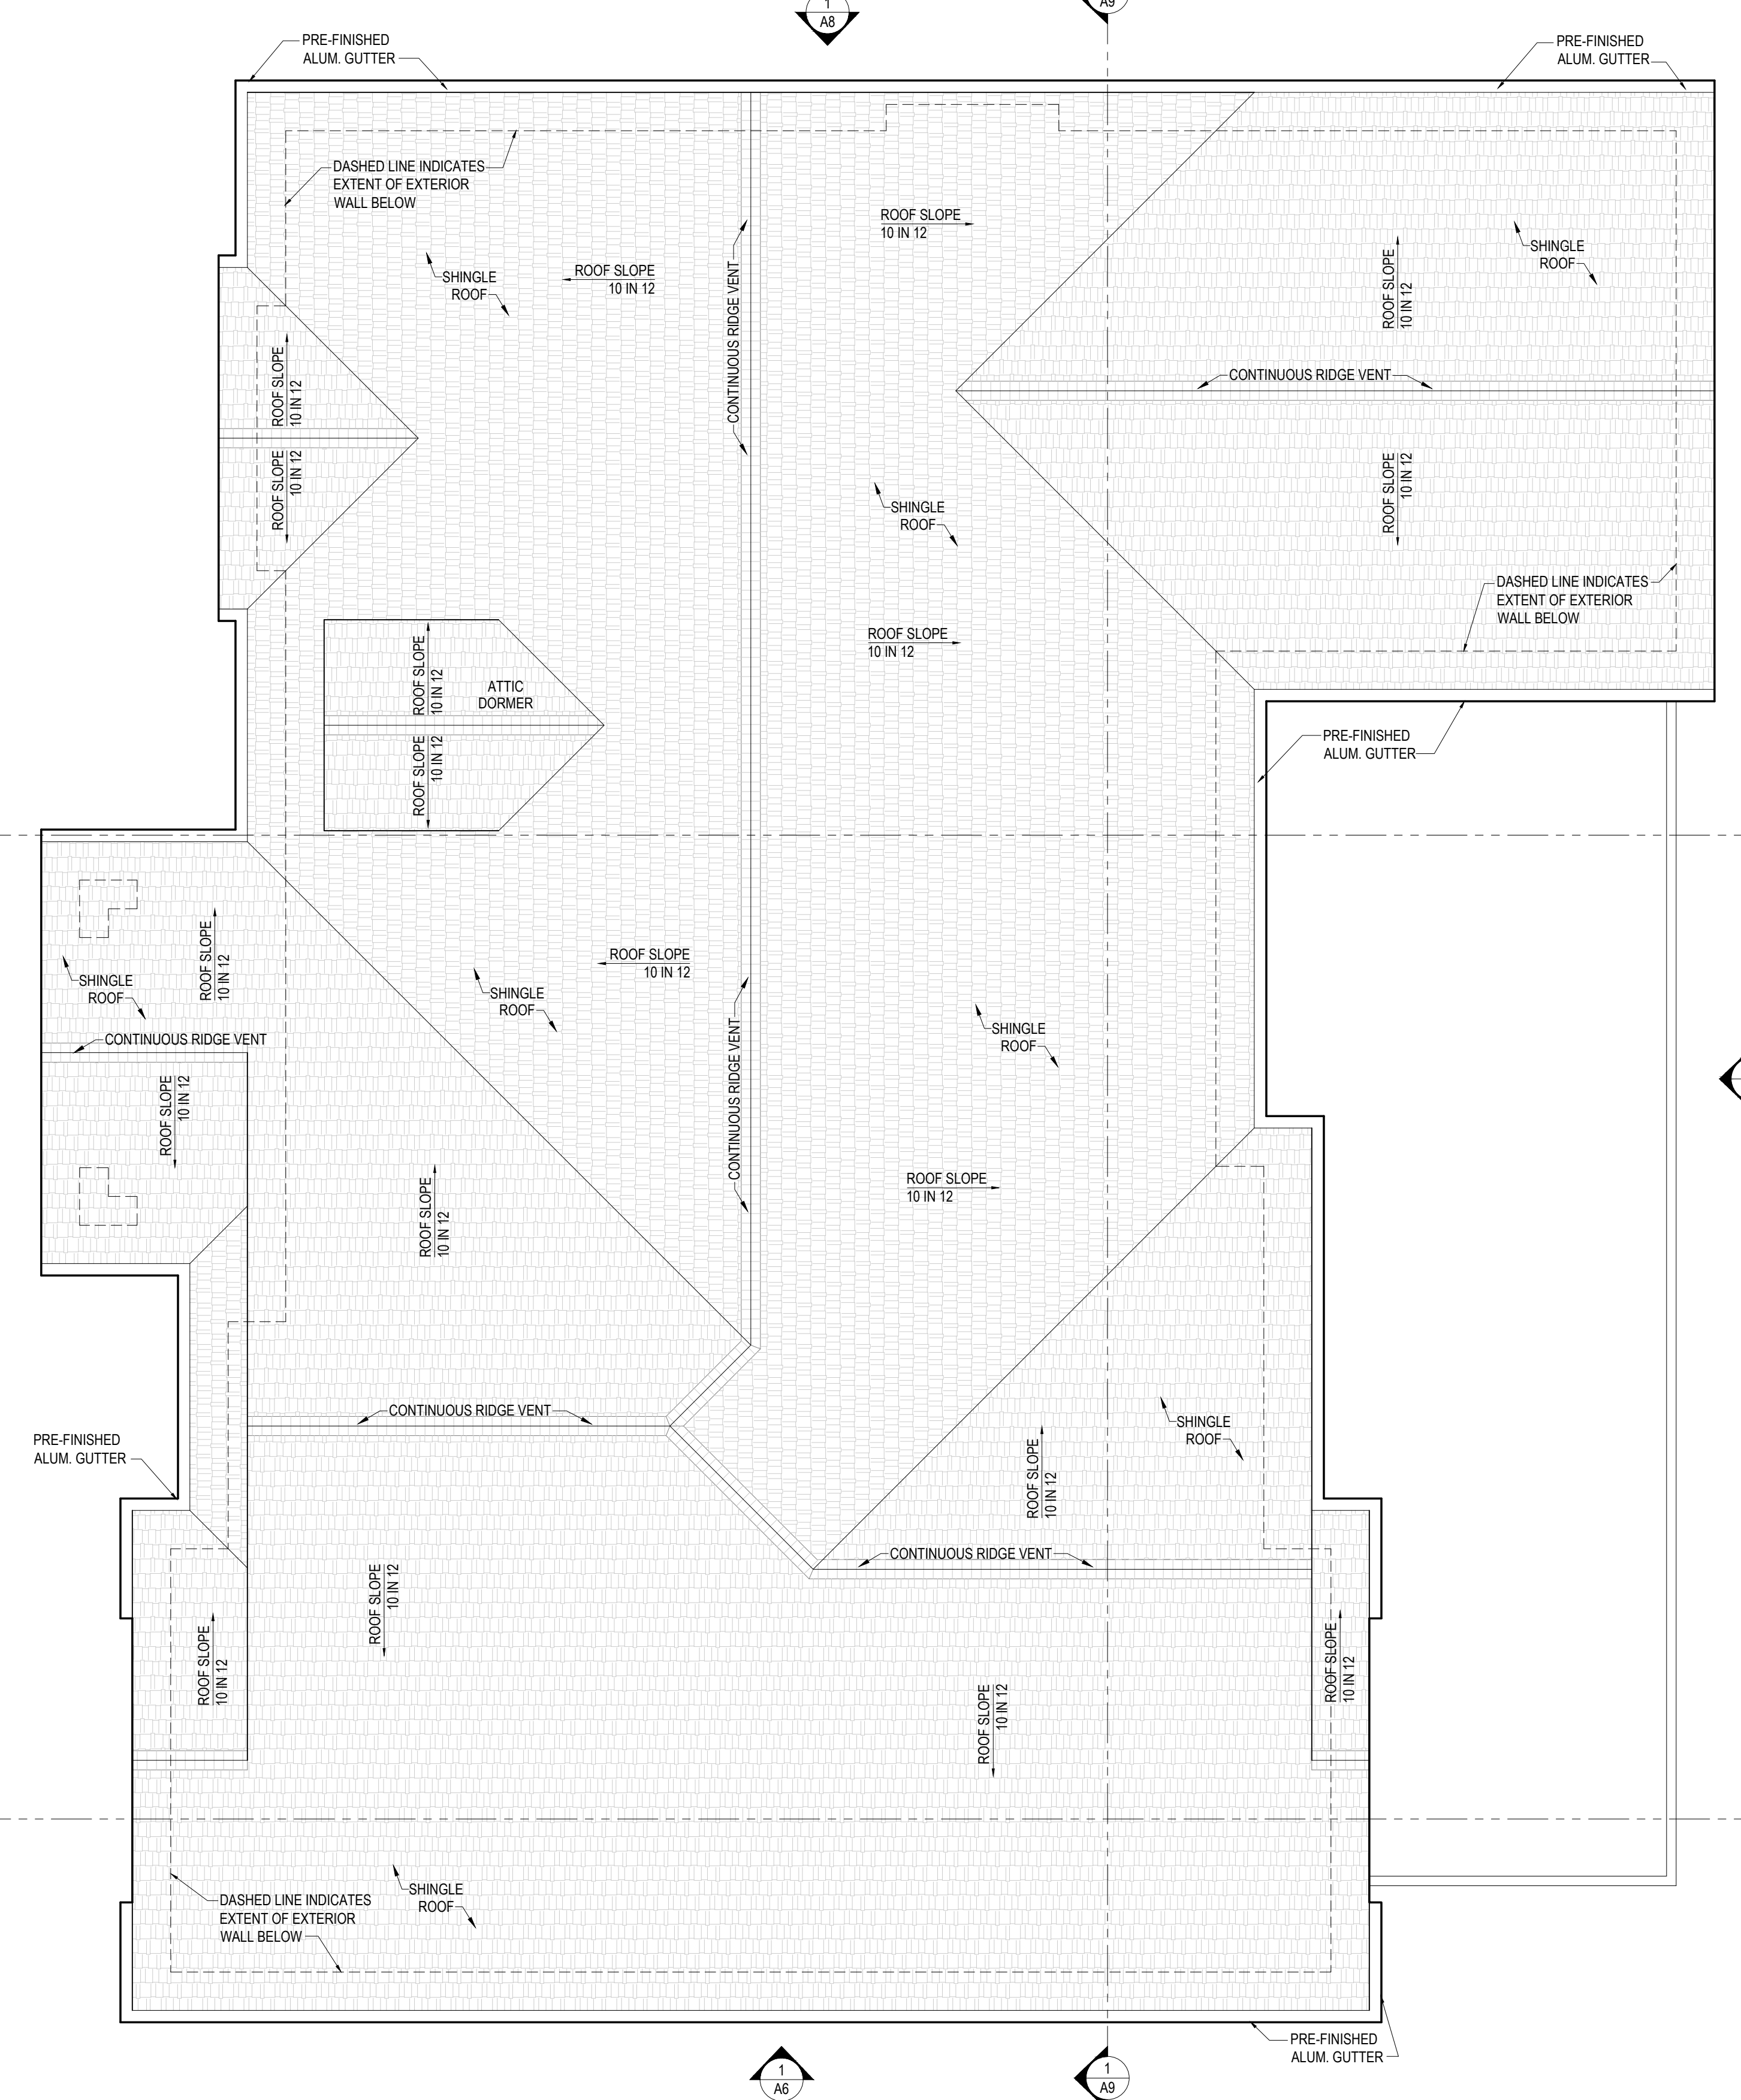 1
A8
A9
PRE-FINISHED
ALUM. GUTTER
PRE-FINISHED
ALUM. GUTTER
DASHED LINE INDICATES
EXTENT OF EXTERIOR
WALL BELOW
ROOF SLOPE
10 IN 12
SHINGLE
ROOF
ROOF SLOPE
10 IN 12
SHINGLE
ROOF
ROOF SLOPE
10 IN 12
CONTINUOUS RIDGE VENT
ROOF SLOPE
10 IN 12
CONTINUOUS RIDGE VENT
ROOF SLOPE
10 IN 12
ROOF SLOPE
10 IN 12
SHINGLE
ROOF
DASHED LINE INDICATES
EXTENT OF EXTERIOR
WALL BELOW
ROOF SLOPE
10 IN 12
ROOF SLOPE
10 IN 12
ATTIC
DORMER
ROOF SLOPE
10 IN 12
PRE-FINISHED
ALUM. GUTTER
ROOF SLOPE
10 IN 12
ROOF SLOPE
10 IN 12
SHINGLE
ROOF
SHINGLE
ROOF
SHINGLE
ROOF
CONTINUOUS RIDGE VENT
CONTINUOUS RIDGE VENT
ROOF SLOPE
10 IN 12
ROOF SLOPE
10 IN 12
ROOF SLOPE
10 IN 12
CONTINUOUS RIDGE VENT
SHINGLE
ROOF
PRE-FINISHED
ALUM. GUTTER
ROOF SLOPE
10 IN 12
CONTINUOUS RIDGE VENT
ROOF SLOPE
10 IN 12
ROOF SLOPE
10 IN 12
ROOF SLOPE
10 IN 12
ROOF SLOPE
10 IN 12
SHINGLE
ROOF
DASHED LINE INDICATES
EXTENT OF EXTERIOR
WALL BELOW
PRE-FINISHED
ALUM. GUTTER
1
A6
1
A9